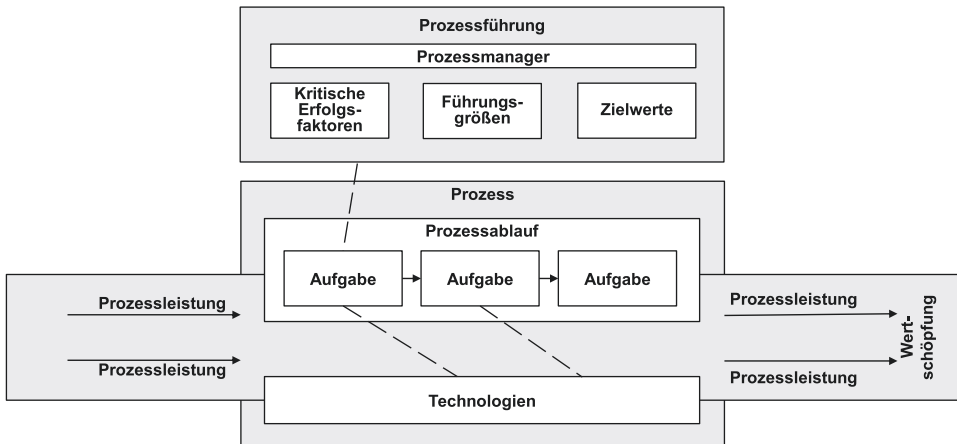 Prozessführung
Prozessmanager
Kritische
Erfolgs-
faktoren
Führungs-
größen
Zielwerte
Prozess
Prozessablauf
Aufgabe
Aufgabe
Aufgabe
Prozessleistung
Prozessleistung
Prozessleistung
Prozessleistung
Wert-
schöpfung
Technologien